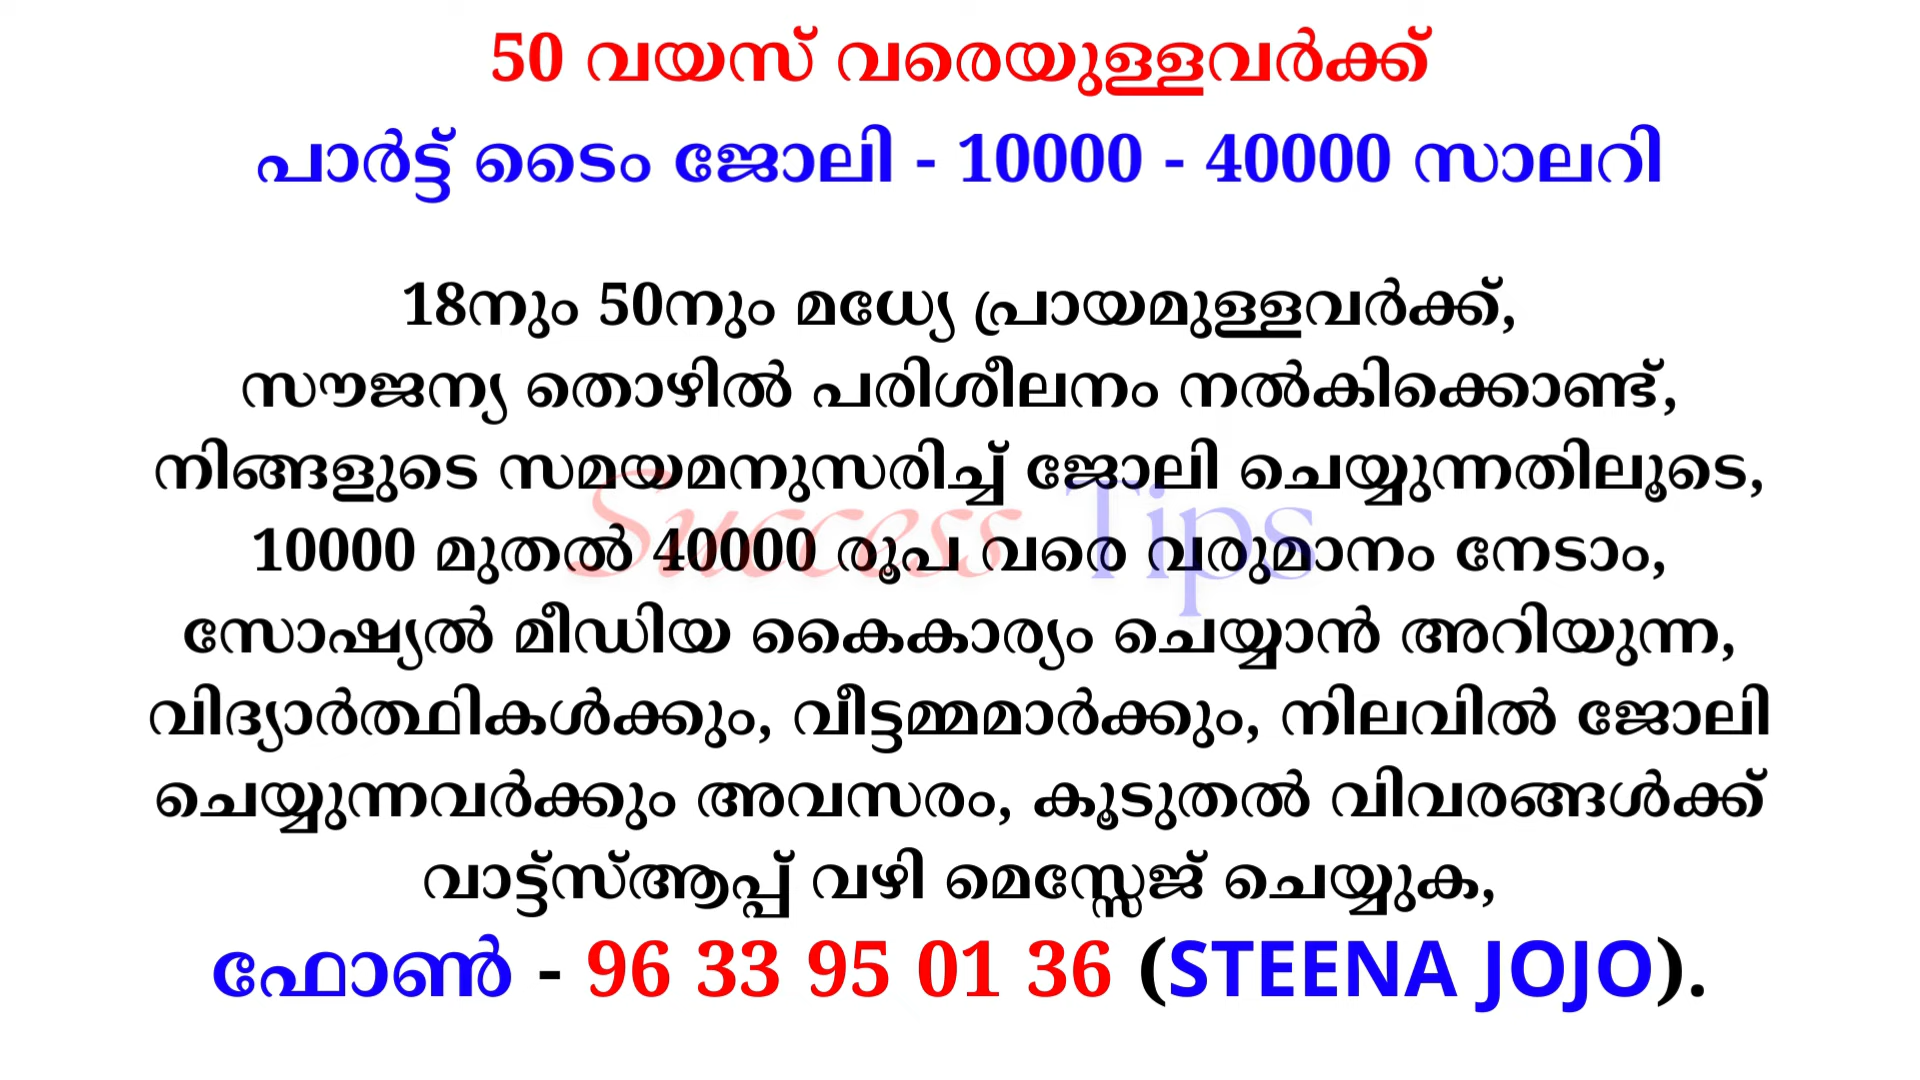 50 വയസ് വരെയുള്ളവർക്ക്
പാർട്ട് ടൈം ജോലി - 10000 - 40000 സാലറി
18നും 50നും മധ്യേ പ്രായമുള്ളവർക്ക്,
സൗജന്യ തൊഴിൽ പരിശീലനം നൽകിക്കൊണ്ട്,
നിങ്ങളുടെ സമയമനുസരിച്ച് ജോലി ചെയ്യുന്നതിലൂടെ,
10000 മുതൽ 40000 രൂപ വരെ വരുമാനം നേടാം,
Success Tips
സോഷ്യൽ മീഡിയ കൈകാര്യം ചെയ്യാൻ അറിയുന്ന,
വിദ്യാർത്ഥികൾക്കും, വീട്ടമ്മമാർക്കും, നിലവിൽ ജോലി
ചെയ്യുന്നവർക്കും അവസരം, കൂടുതൽ വിവരങ്ങൾക്ക്
വാട്ട്സ്ആപ്പ് വഴി മെസ്സേജ് ചെയ്യുക,
ഫോൺ - 96 33 95 01 36 (STEENA JOJO).